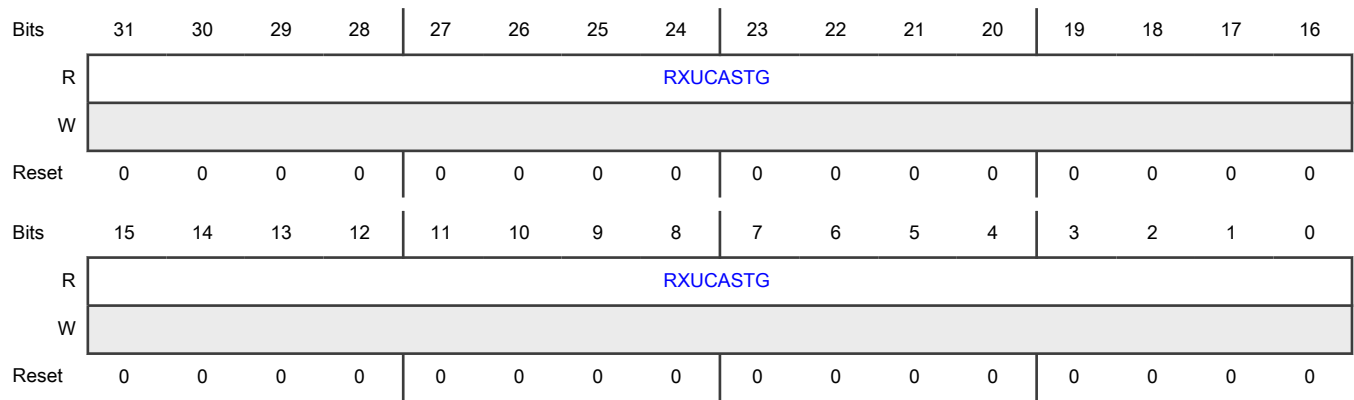 Bits 31 30 29 28 27 26 25 24 23 22 21 20 19 18 17 16
R RXUCASTG
W
Reset 0 0 0 0 0 0 0 0 0 0 0 0 0 0 0 0
Bits 15 14 13 12 11 10 9 8 7 6 5 4 3 2 1 0
R RXUCASTG
W
Reset 0 0 0 0 0 0 0 0 0 0 0 0 0 0 0 0